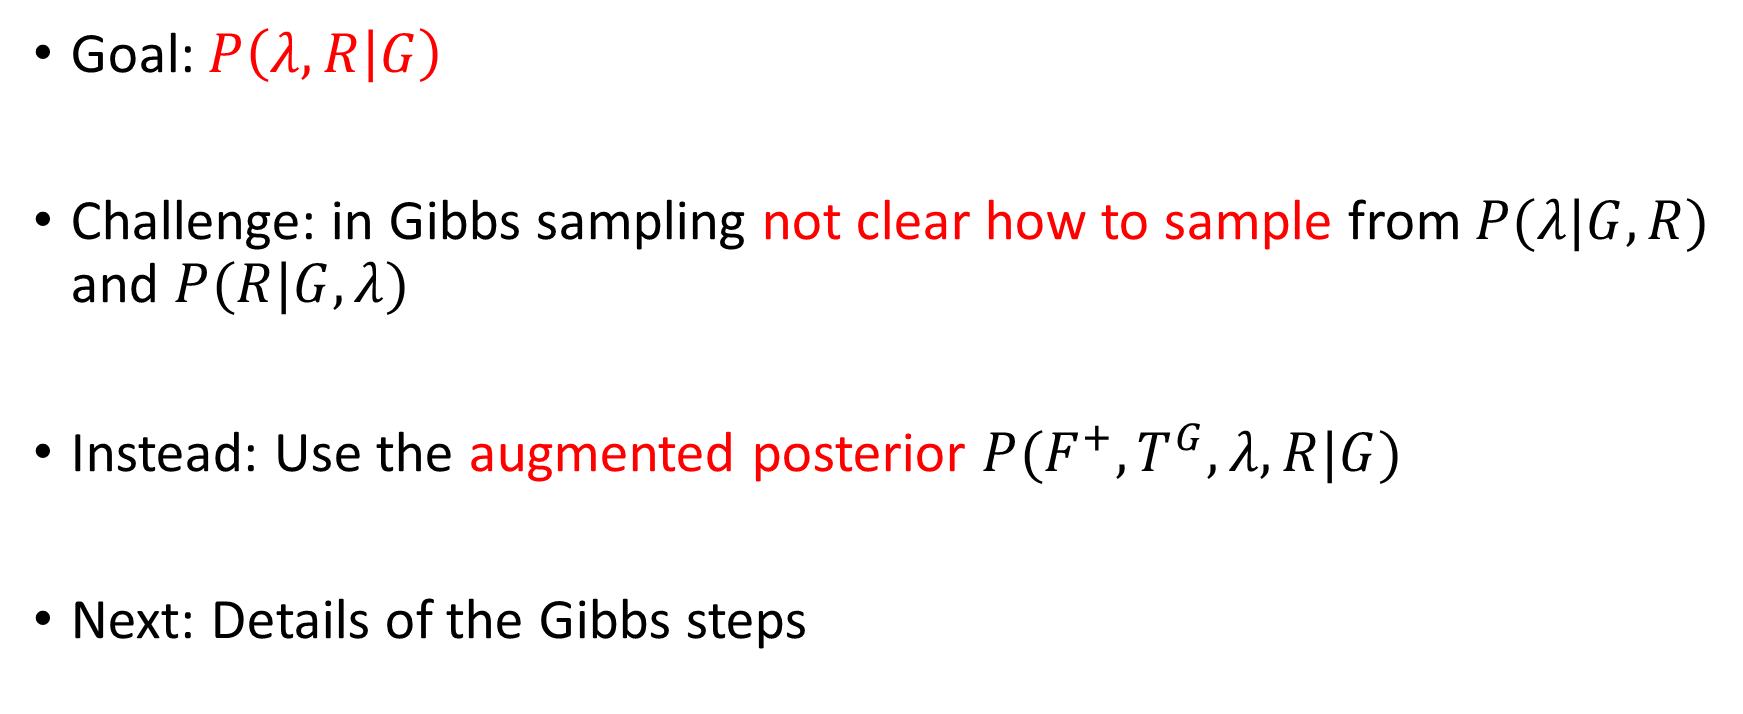 • Goal: P(λ, R|G)
• Challenge: in Gibbs sampling not clear how to sample from P(λ|G, R)
and P(R|G, λ)
• Instead: Use the augmented posterior P(F⁺, Tᴳ, λ, R|G)
• Next: Details of the Gibbs steps